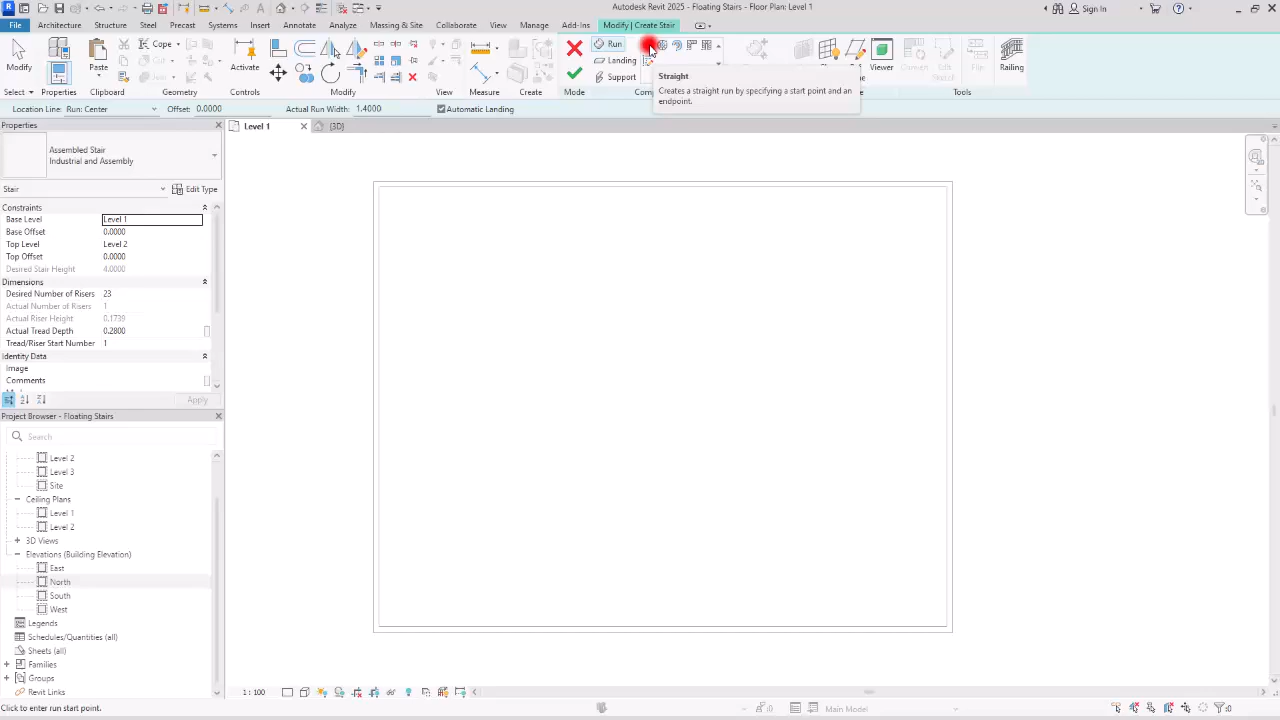 Autodesk Revit 2025 - Floating Stairs - Floor Plan: Level 1
Sign In
File
Architecture
Structure
Steel
Precast
Systems
Insert
Annotate
Analyze
Massing & Site
Collaborate
View
Manage
Add-Ins
Modify | Create Stair
Modify
Paste
Cope
Activate
Run
Landing
Support
Viewer
Convert
Edit
Sketch
Flip
Railing
Select
Properties
Clipboard
Geometry
Controls
Modify
View
Measure
Create
Mode
Tools
Straight
Creates a straight run by specifying a start point and an
endpoint.
Location Line: Run: Center
Offset: 0.0000
Actual Run Width: 1.4000
Automatic Landing
Properties
Level 1
{3D}
Assembled Stair
Industrial and Assembly
Stair
Edit Type
Constraints
Base Level Level 1
Base Offset 0.0000
Top Level Level 2
Top Offset 0.0000
Desired Stair Height 4.0000
Dimensions
Desired Number of Risers 23
Actual Number of Risers 1
Actual Riser Height 0.1739
Actual Tread Depth 0.2800
Tread/Riser Start Number 1
Identity Data
Image
Comments
Apply
Project Browser - Floating Stairs
Search
Level 2
Level 3
Site
Ceiling Plans
Level 1
Level 2
3D Views
Elevations (Building Elevation)
East
North
South
West
Legends
Schedules/Quantities (all)
Sheets (all)
Families
Groups
Revit Links
1 : 100
Click to enter run start point.
:0
Main Model
:0